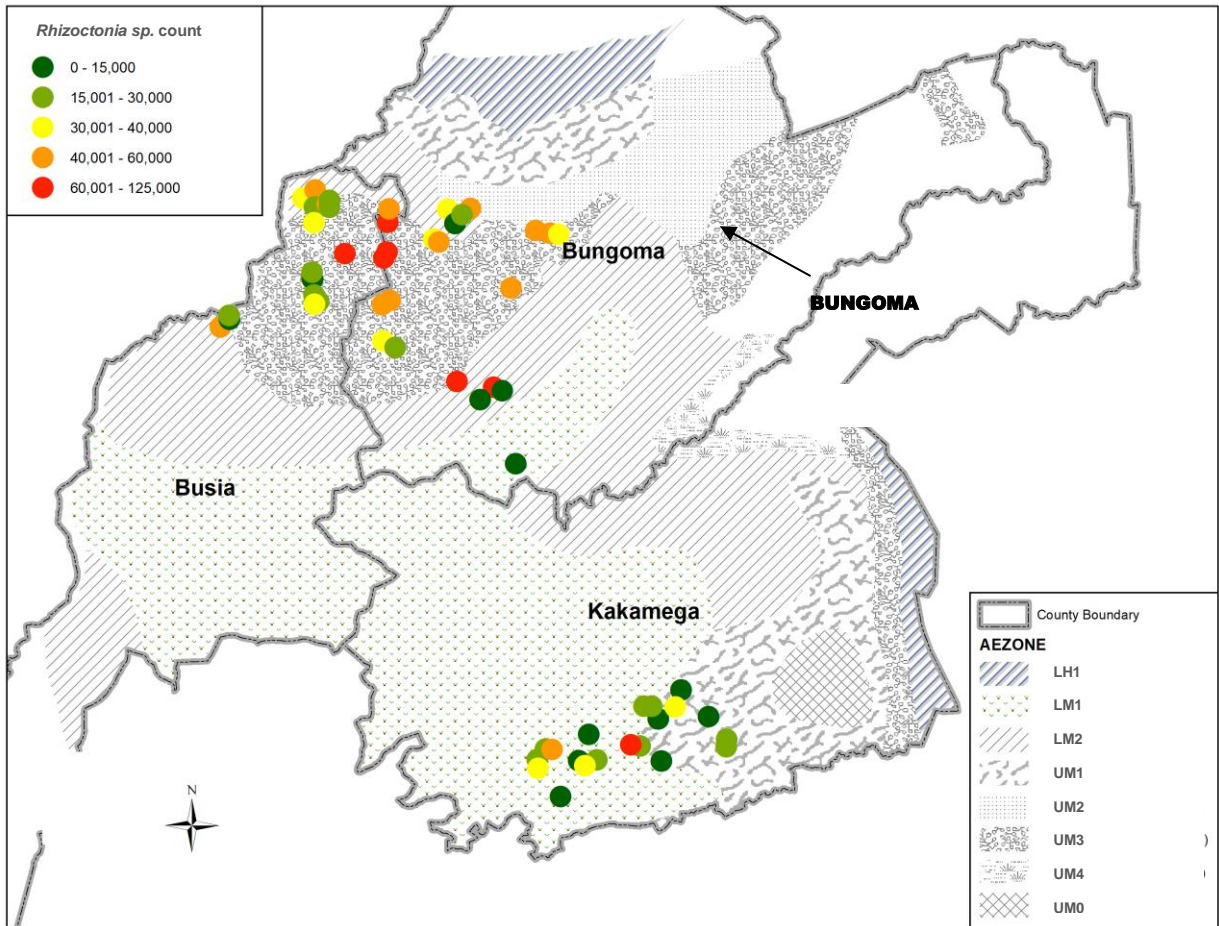 Rhizoctonia sp. count
0 - 15,000
15,001 - 30,000
30,001 - 40,000
40,001 - 60,000
60,001 - 125,000
Bungoma
BUNGOMA
Busia
Kakamega
N
County Boundary
AEZONE
LH1
LM1
LM2
UM1
UM2
UM3
)
UM4
UM0